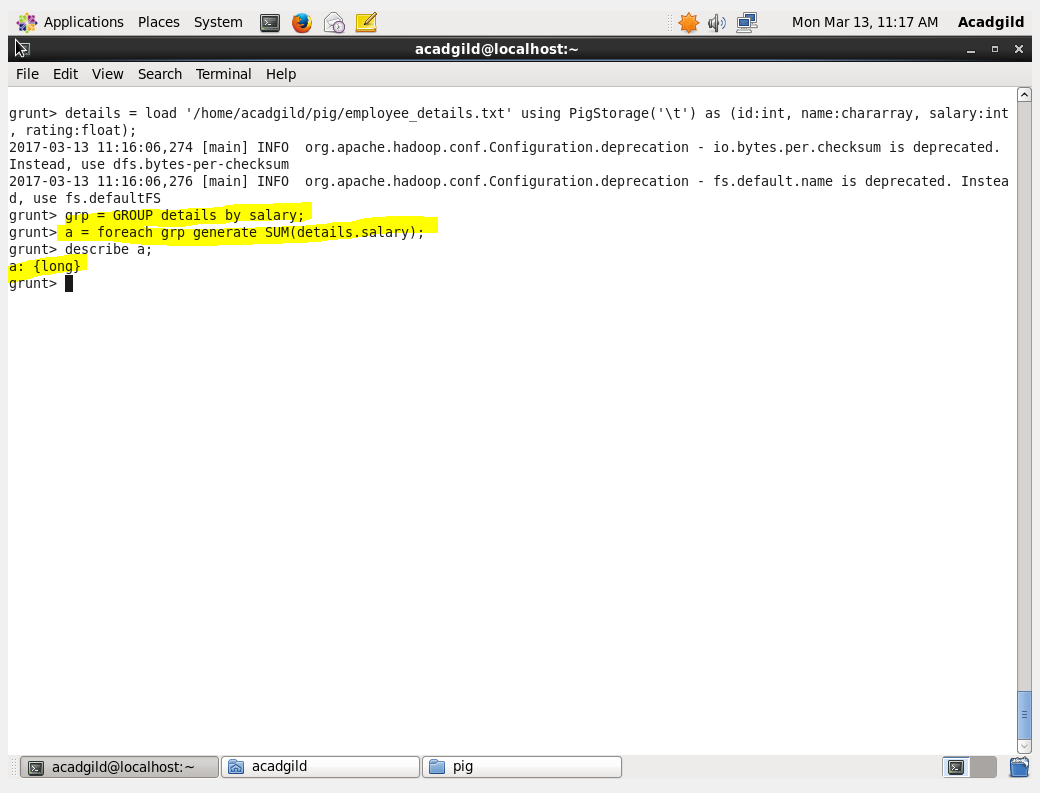 Applications Places System Mon Mar 13, 11:17 AM Acadgild
acadgild@localhost:~
File Edit View Search Terminal Help
grunt> details = load '/home/acadgild/pig/employee_details.txt' using PigStorage('\t') as (id:int, name:chararray, salary:int
, rating:float);
2017-03-13 11:16:06,274 [main] INFO  org.apache.hadoop.conf.Configuration.deprecation - io.bytes.per.checksum is deprecated.
Instead, use dfs.bytes-per-checksum
2017-03-13 11:16:06,276 [main] INFO  org.apache.hadoop.conf.Configuration.deprecation - fs.default.name is deprecated. Instea
d, use fs.defaultFS
grunt> grp = GROUP details by salary;
grunt> a = foreach grp generate SUM(details.salary);
grunt> describe a;
a: {long}
grunt>
acadgild@localhost:~ acadgild pig